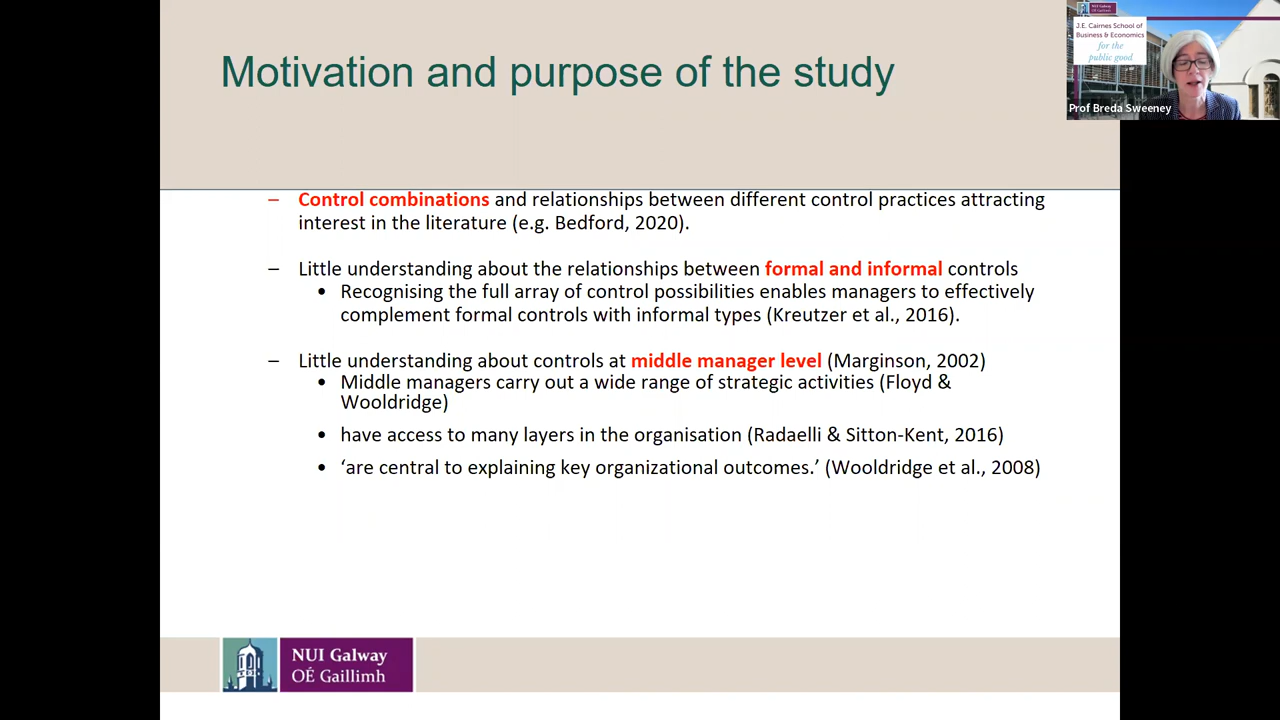 Motivation and purpose of the study
– Control combinations and relationships between different control practices attracting
interest in the literature (e.g. Bedford, 2020).
– Little understanding about the relationships between formal and informal controls
• Recognising the full array of control possibilities enables managers to effectively
complement formal controls with informal types (Kreutzer et al., 2016).
– Little understanding about controls at middle manager level (Marginson, 2002)
• Middle managers carry out a wide range of strategic activities (Floyd &
Wooldridge)
• have access to many layers in the organisation (Radaelli & Sitton-Kent, 2016)
• ‘are central to explaining key organizational outcomes.’ (Wooldridge et al., 2008)
NUI Galway
OÉ Gaillimh
NUI Galway
OÉ Gaillimh
J.E. Cairnes School of
Business & Economics
for the
public good
Prof Breda Sweeney